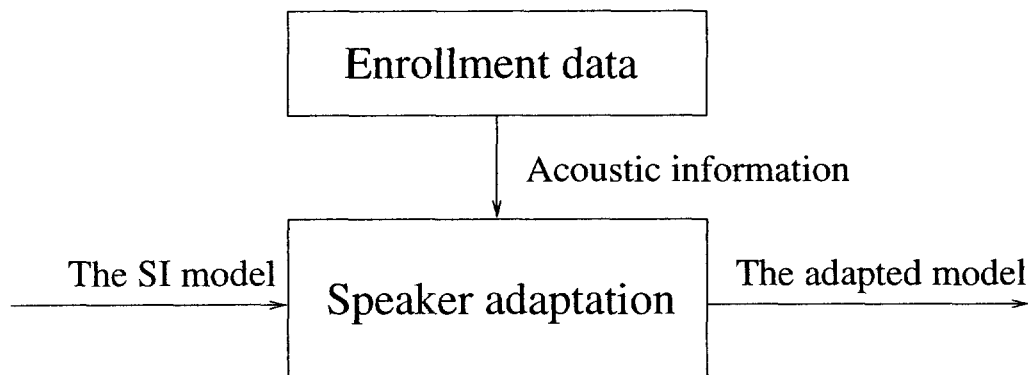 Enrollment data
Acoustic information
The SI model
Speaker adaptation
The adapted model